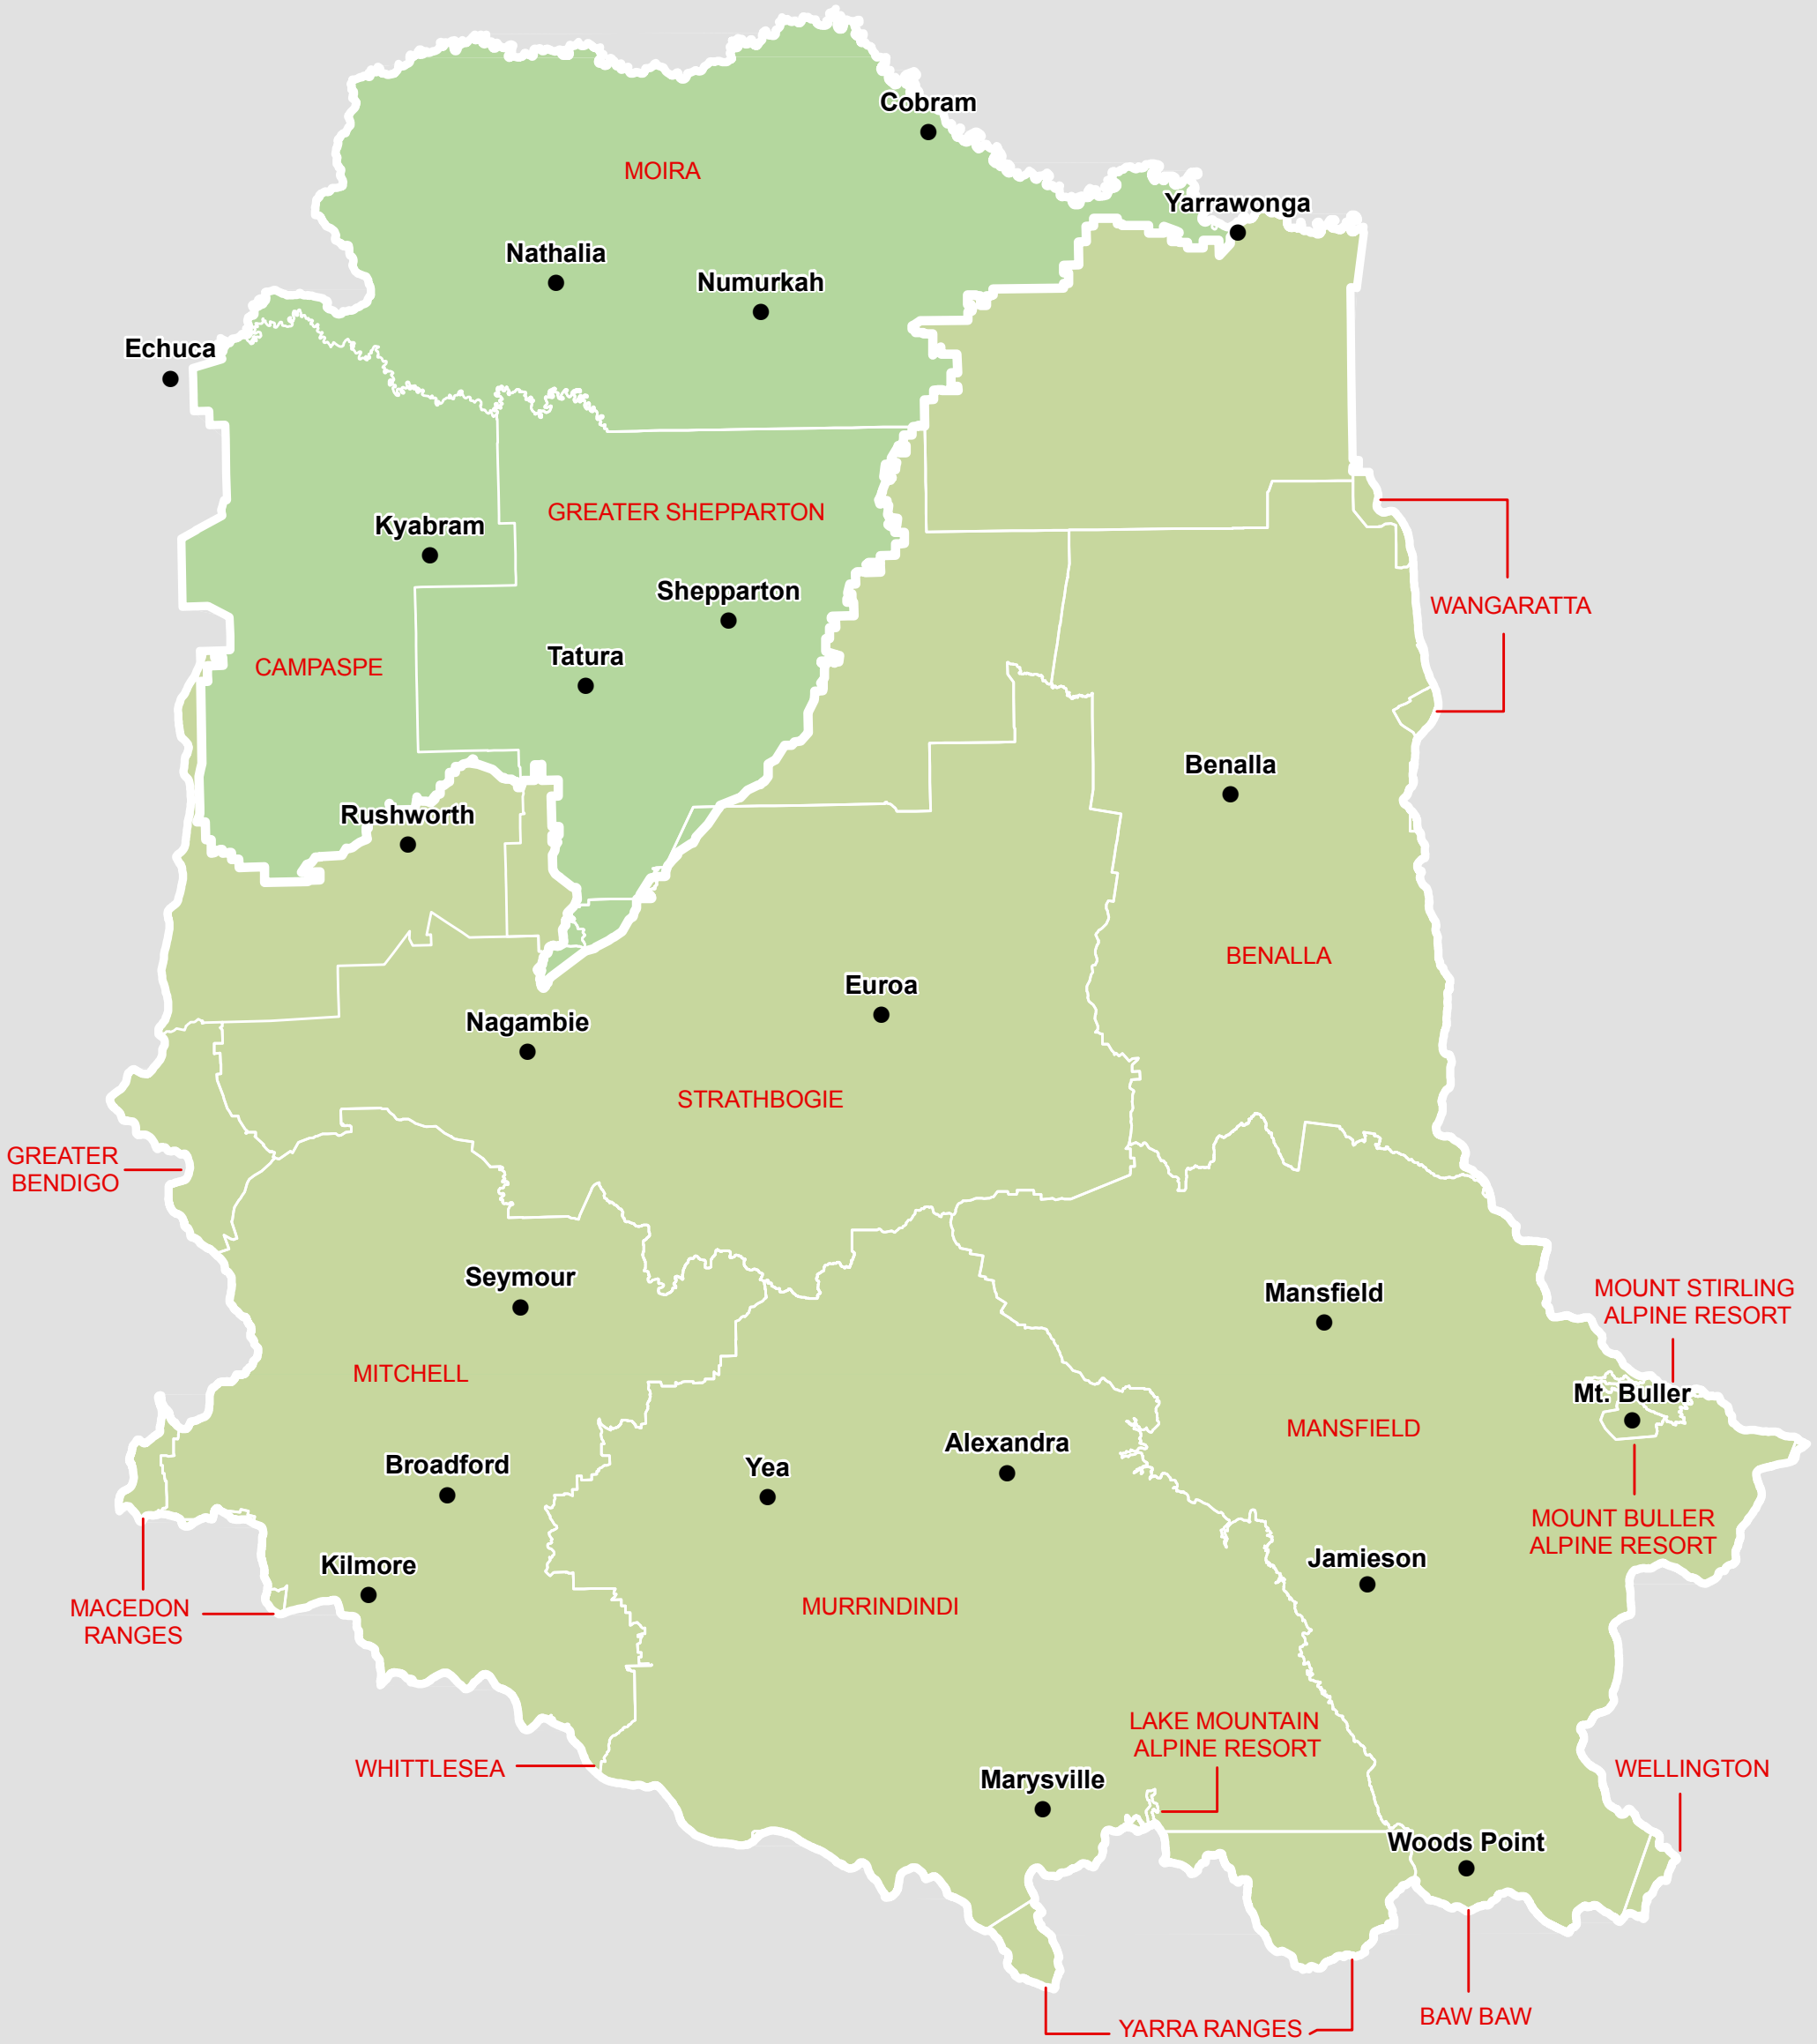 Cobram
MOIRA
Yarrawonga
Nathalia
Numurkah
Echuca
GREATER SHEPPARTON
Kyabram
Shepparton
WANGARATTA
Tatura
CAMPASPE
Benalla
Rushworth
BENALLA
Euroa
Nagambie
STRATHBOGIE
GREATER
BENDIGO
Seymour
Mansfield
MOUNT STIRLING
ALPINE RESORT
MITCHELL
Mt. Buller
MANSFIELD
Alexandra
Broadford
Yea
MOUNT BULLER
ALPINE RESORT
Jamieson
Kilmore
MACEDON
RANGES
MURRINDINDI
LAKE MOUNTAIN
ALPINE RESORT
WHITTLESEA
WELLINGTON
Marysville
Woods Point
BAW BAW
YARRA RANGES